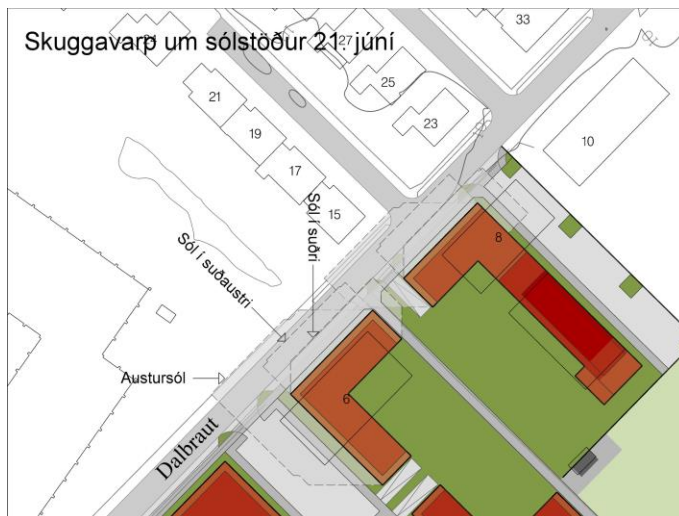 Skuggavarp um sólstöður 21. júní
33
27
25
23
21
19
17
15
10
8
Sól í suðri
Sól í suðaustri
Austursól
6
Dalbraut